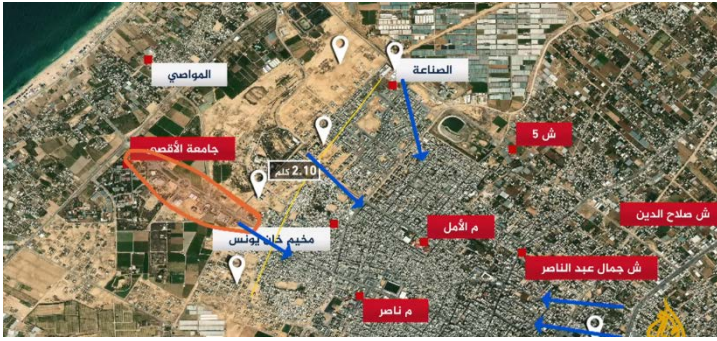 المواصي
الصناعة
ش 5
جامعة الأقصى
2.10 كلم
ش صلاح الدين
م الأمل
مخيم خان يونس
ش جمال عبد الناصر
م ناصر